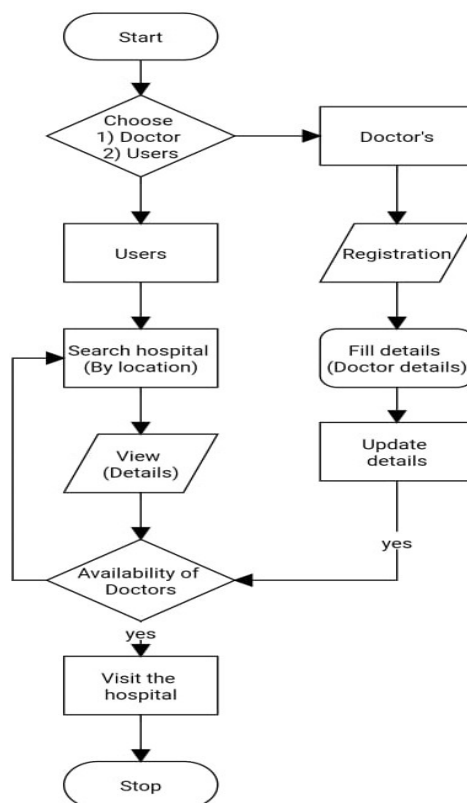 Start
Choose
1) Doctor
2) Users
Doctor's
Users
Registration
Search hospital
(By location)
Fill details
(Doctor details)
View
(Details)
Update
details
yes
Availability of
Doctors
yes
Visit the
hospital
Stop